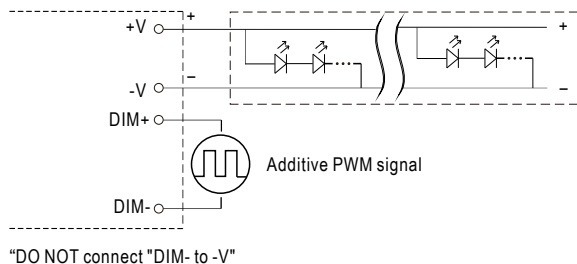 +V
+
+
-V
–
–
DIM+
Additive PWM signal
DIM-
“DO NOT connect "DIM- to -V"